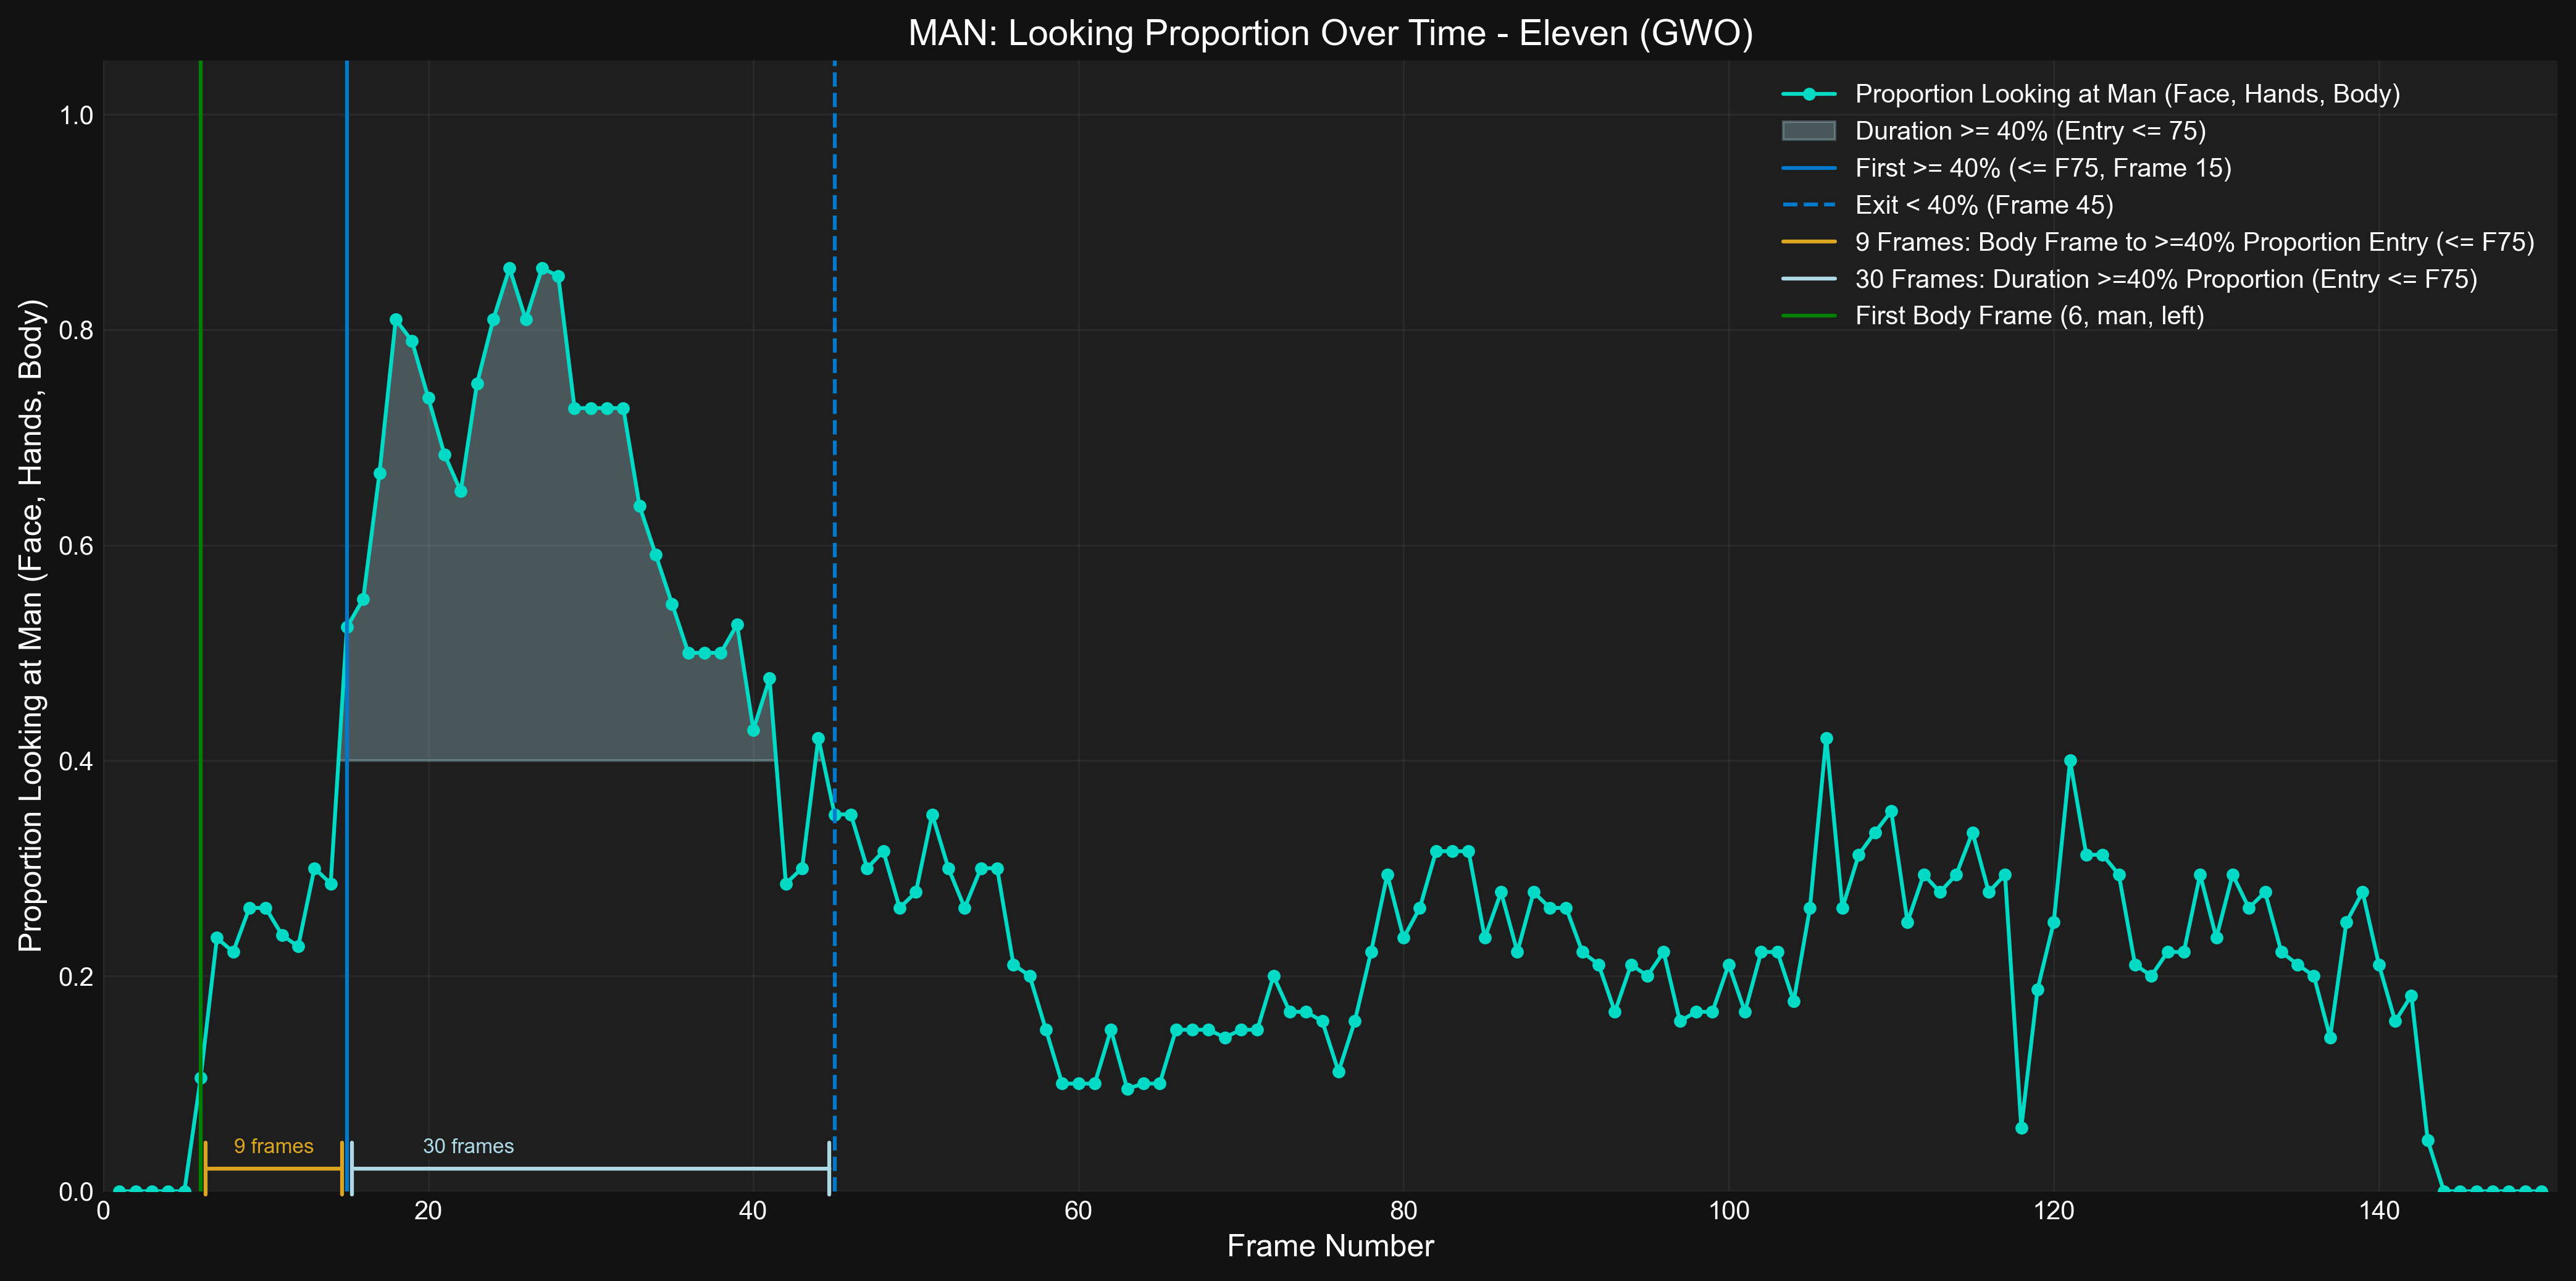 MAN: Looking Proportion Over Time - Eleven (GWO)
Proportion Looking at Man (Face, Hands, Body)
Duration >= 40% (Entry <= 75)
First >= 40% (<= F75, Frame 15)
Exit < 40% (Frame 45)
9 Frames: Body Frame to >=40% Proportion Entry (<= F75)
30 Frames: Duration >=40% Proportion (Entry <= F75)
First Body Frame (6, man, left)
Proportion Looking at Man (Face, Hands, Body)
1.0
0.8
0.6
0.4
0.2
0.0
9 frames
30 frames
0 20 40 60 80 100 120 140
Frame Number